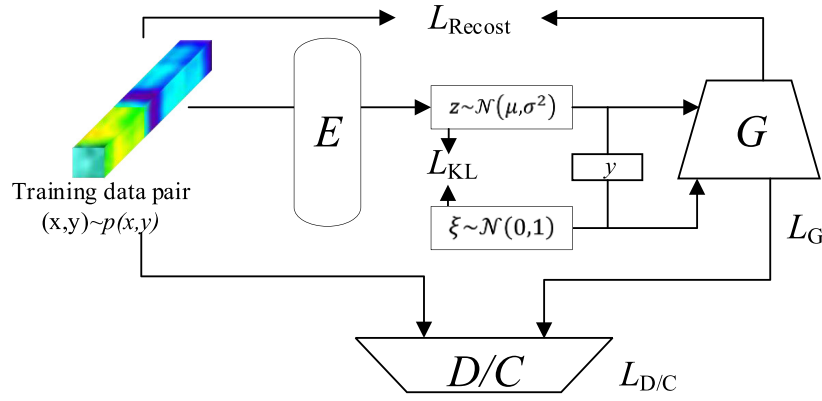 L_Recost
E
z~𝒩(μ,σ²)
G
L_KL
y
Training data pair
(x,y)~p(x,y)
ξ~𝒩(0,1)
L_G
D/C
L_D/C